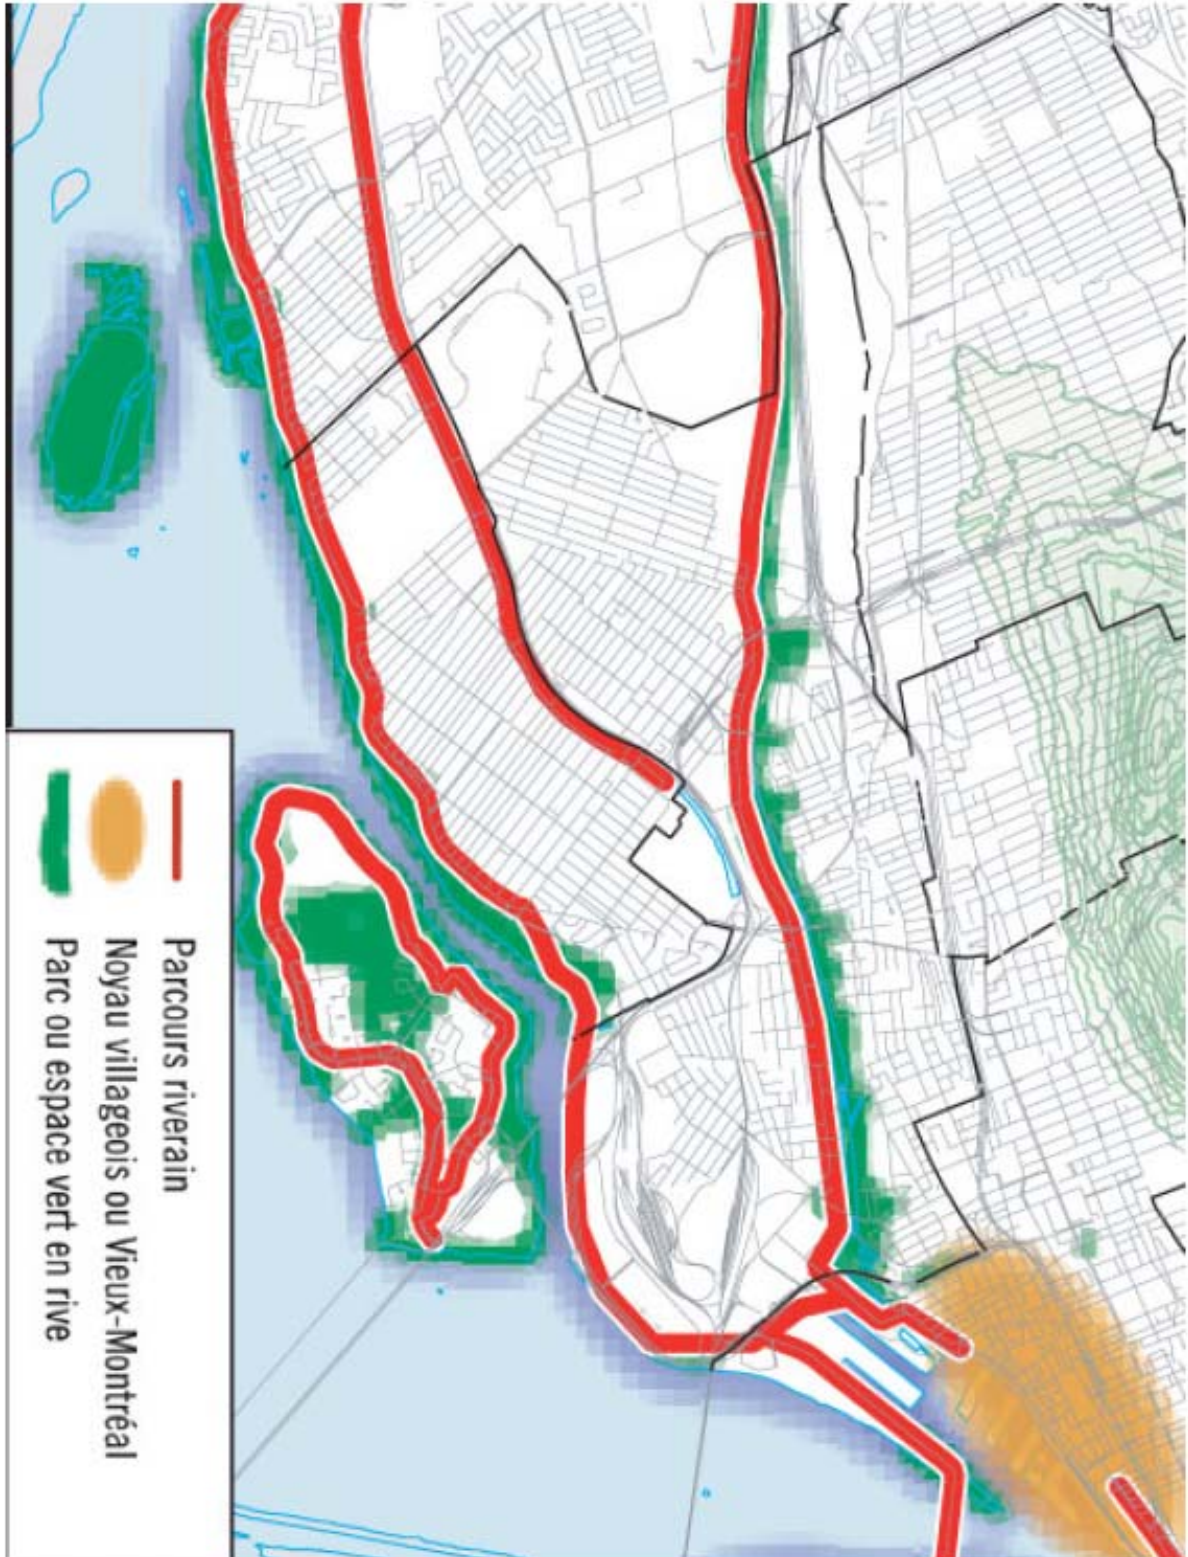 Parcours riverain
Noyau villageois ou Vieux-Montréal
Parc ou espace vert en rive